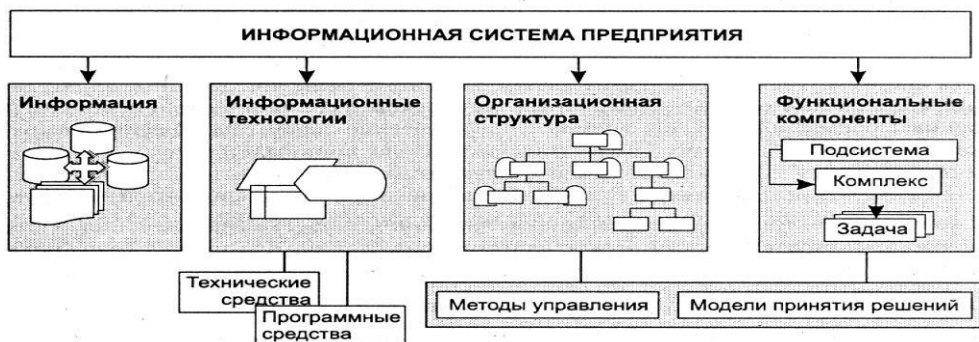 ИНФОРМАЦИОННАЯ СИСТЕМА ПРЕДПРИЯТИЯ
Информация
Информационные
технологии
Организационная
структура
Функциональные
компоненты
Подсистема
Комплекс
Задача
Технические
средства
Программные
средства
Методы управления
Модели принятия решений